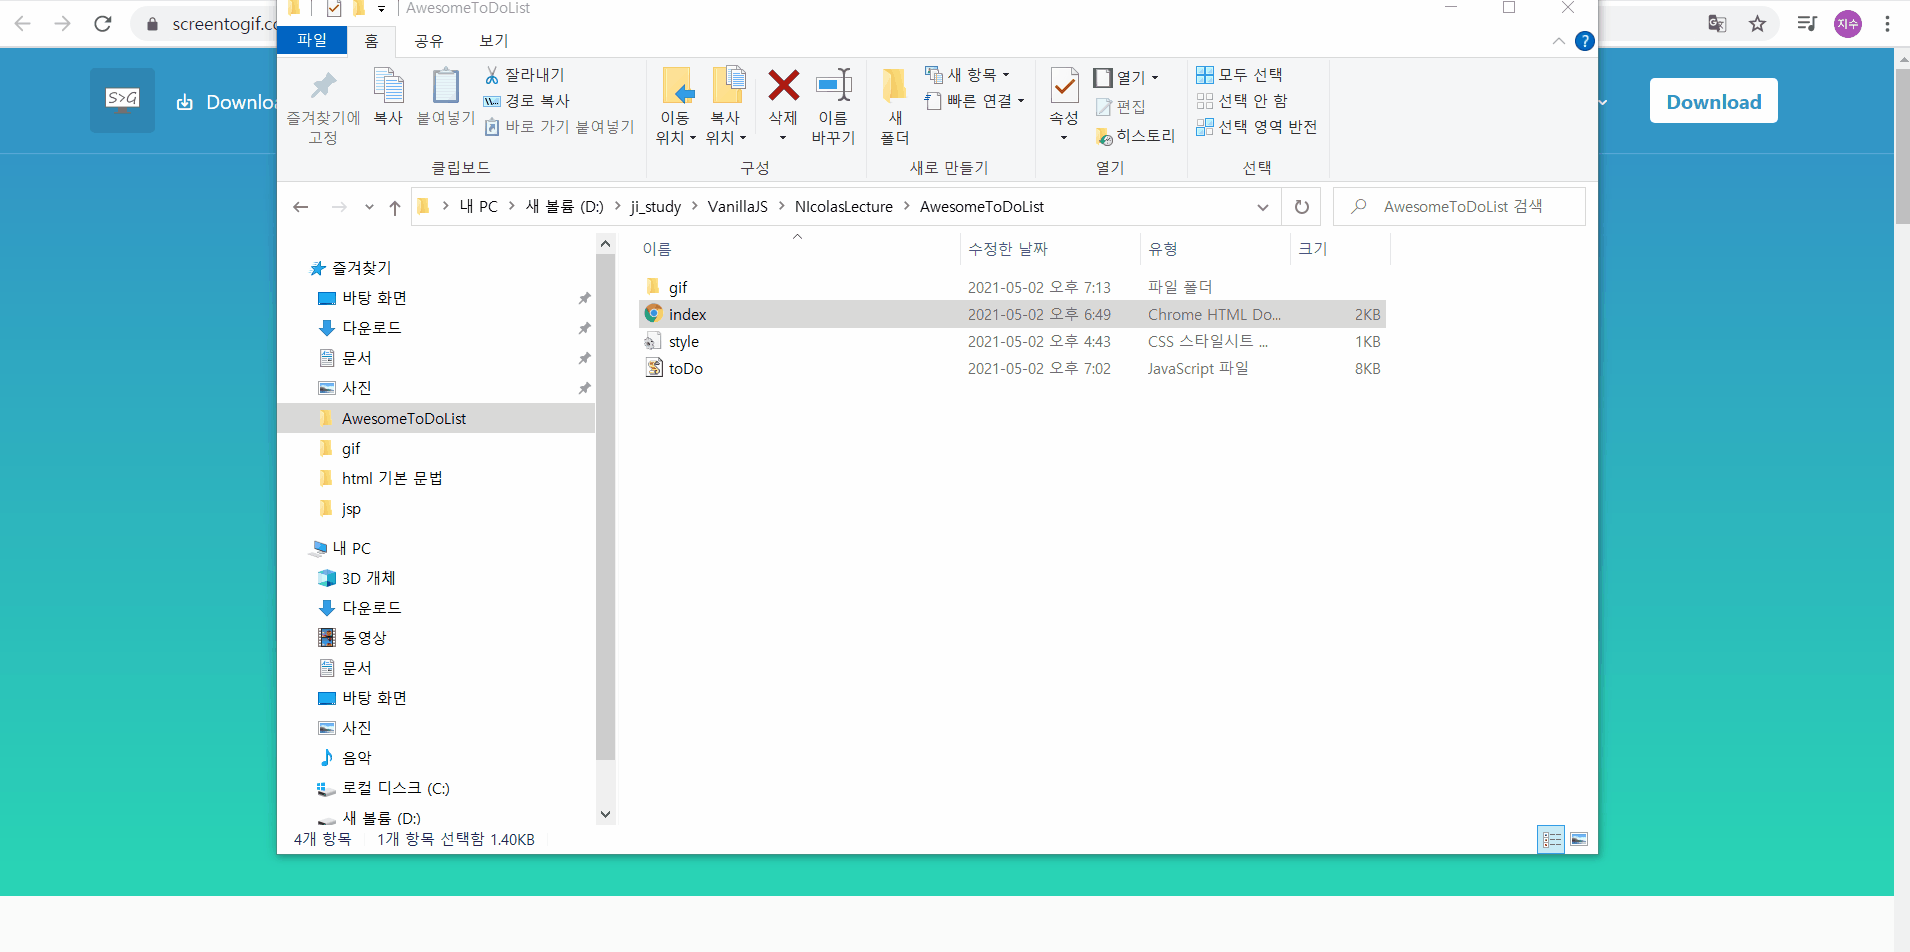 AwesomeToDoList
screentogif.c
지수
파일 홈 공유 보기
S>G
Downlo
Download
즐겨찾기에 고정
복사
붙여넣기
잘라내기
경로 복사
바로 가기 붙여넣기
클립보드
이동 위치
복사 위치
삭제
이름 바꾸기
구성
새 폴더
새 항목
빠른 연결
새로 만들기
속성
열기
편집
히스토리
열기
모두 선택
선택 안 함
선택 영역 반전
선택
내 PC > 새 볼륨 (D:) > ji_study > VanillaJS > NIcolasLecture > AwesomeToDoList
AwesomeToDoList 검색
이름 수정한 날짜 유형 크기
gif 2021-05-02 오후 7:13 파일 폴더
index 2021-05-02 오후 6:49 Chrome HTML Do... 2KB
style 2021-05-02 오후 4:43 CSS 스타일시트 ... 1KB
toDo 2021-05-02 오후 7:02 JavaScript 파일 8KB
즐겨찾기
바탕 화면
다운로드
문서
사진
AwesomeToDoList
gif
html 기본 문법
jsp
내 PC
3D 개체
다운로드
동영상
문서
바탕 화면
사진
음악
로컬 디스크 (C:)
새 볼륨 (D:)
4개 항목 1개 항목 선택함 1.40KB